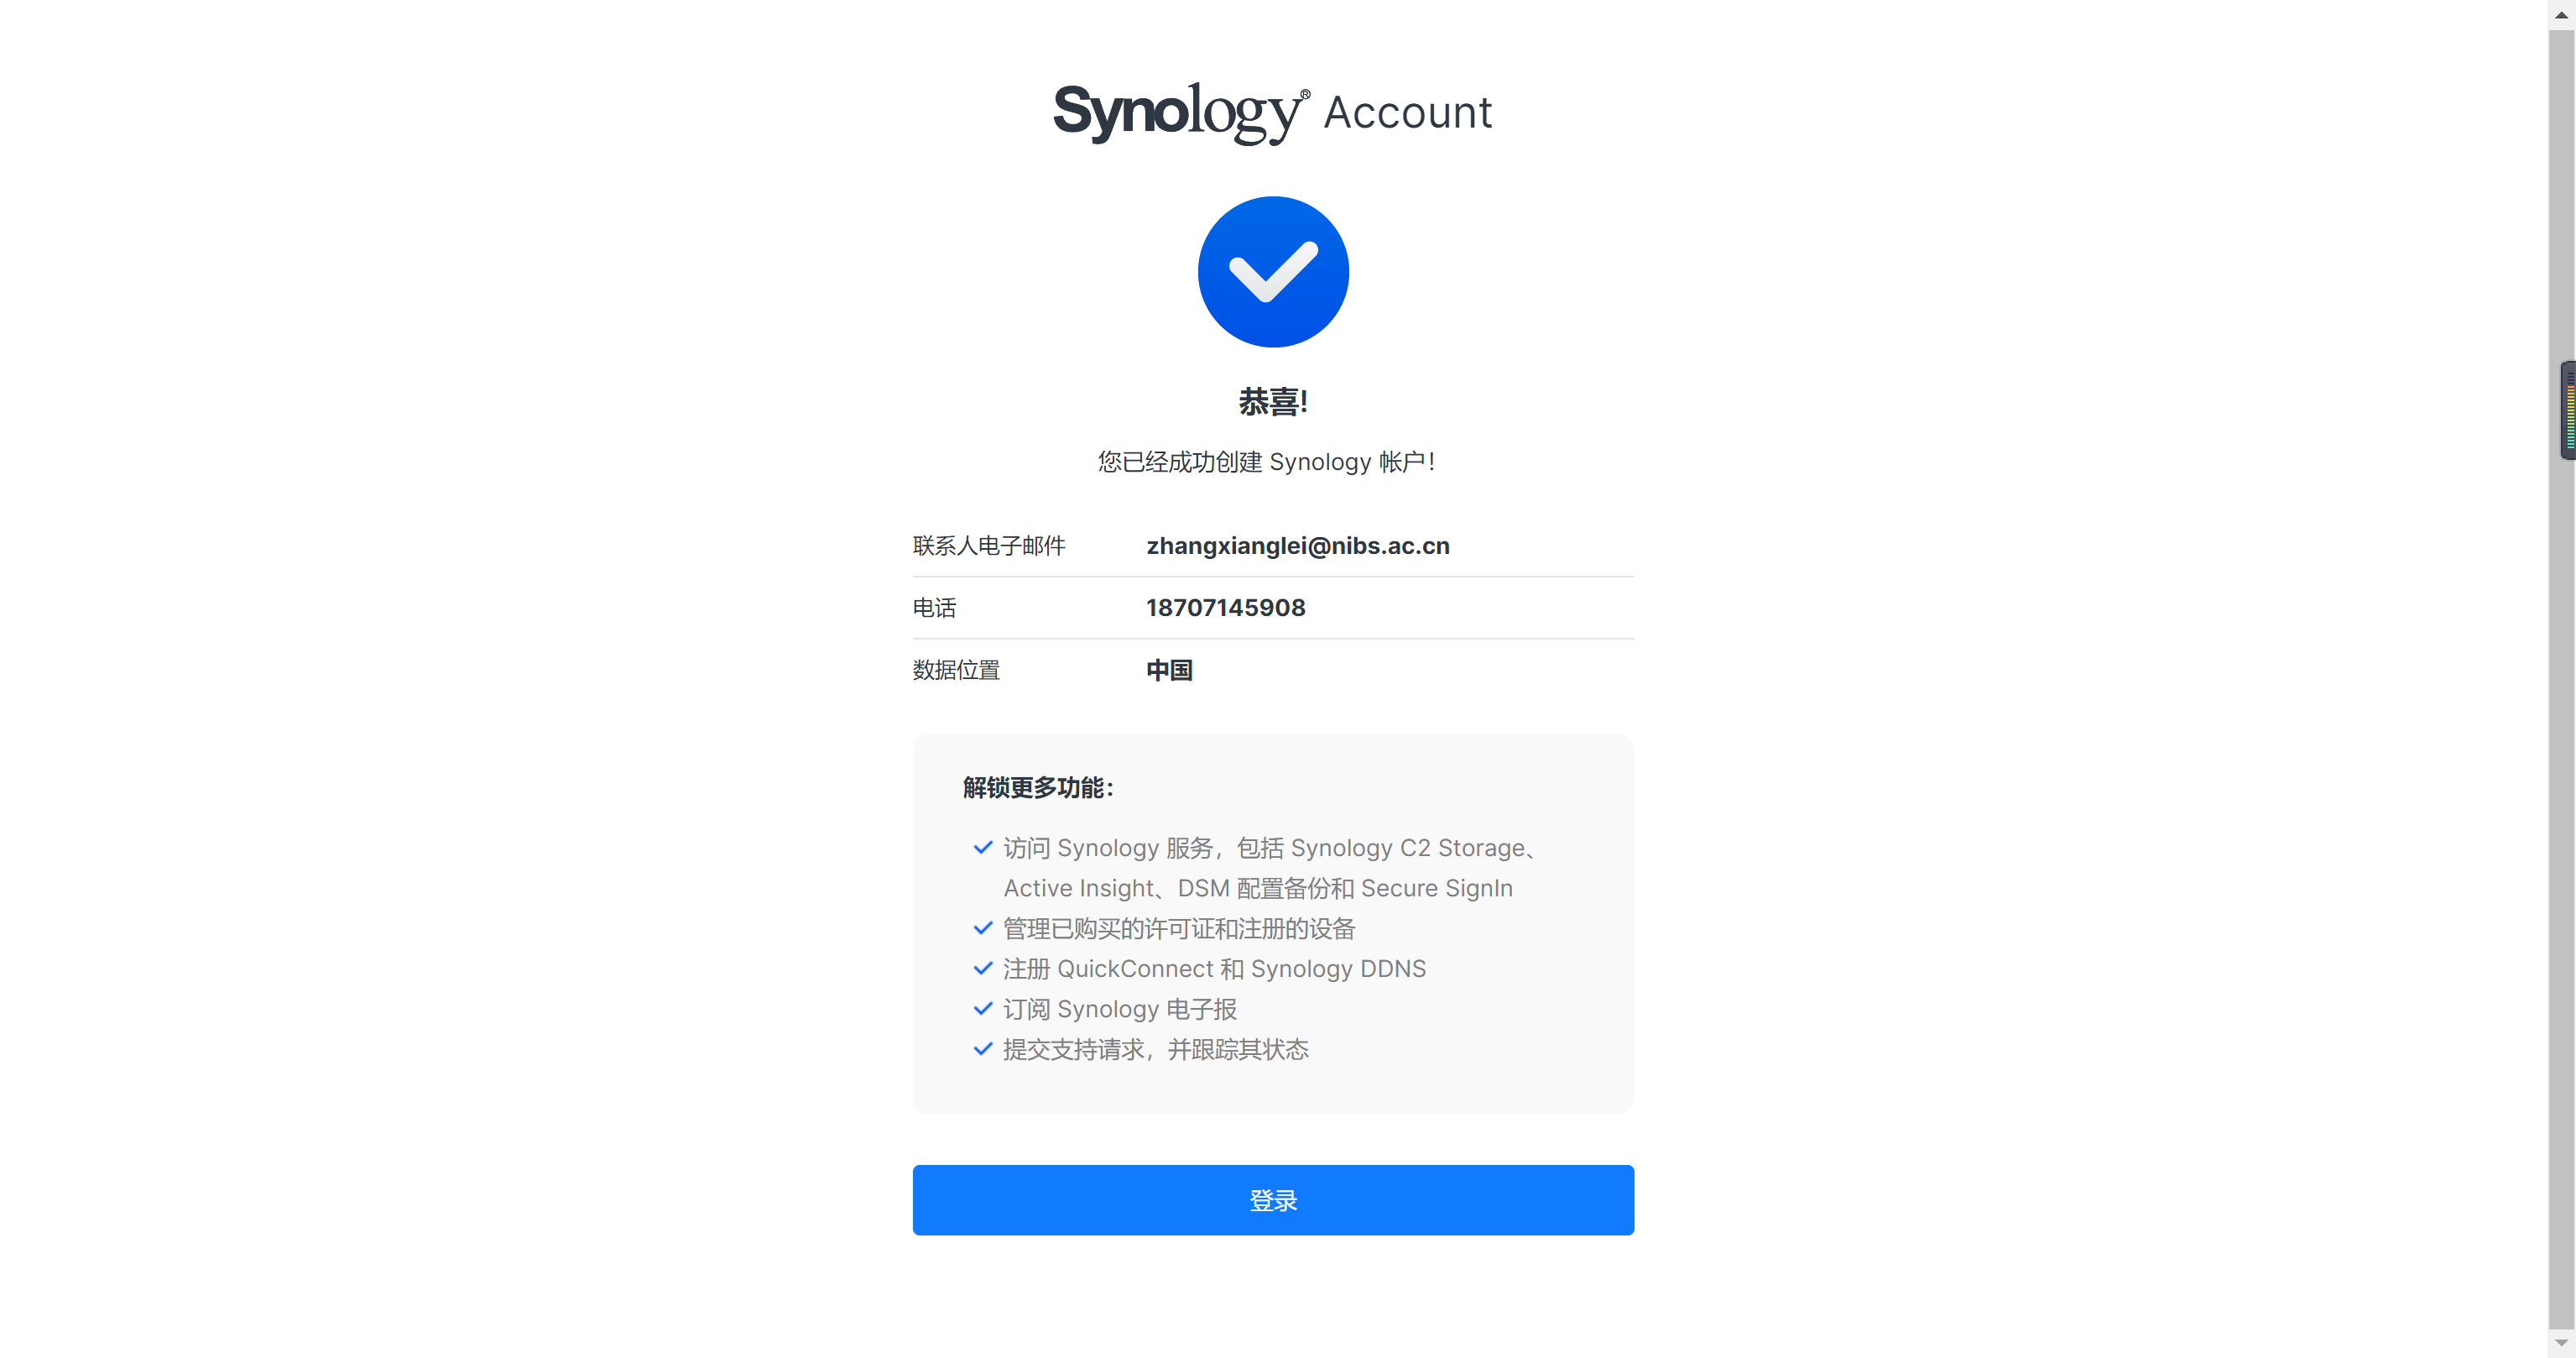 Synology® Account
恭喜!
您已经成功创建 Synology 帐户！
联系人电子邮件 zhangxianglei@nibs.ac.cn
电话 18707145908
数据位置 中国
解锁更多功能：
访问 Synology 服务，包括 Synology C2 Storage、
Active Insight、DSM 配置备份和 Secure SignIn
管理已购买的许可证和注册的设备
注册 QuickConnect 和 Synology DDNS
订阅 Synology 电子报
提交支持请求，并跟踪其状态
登录